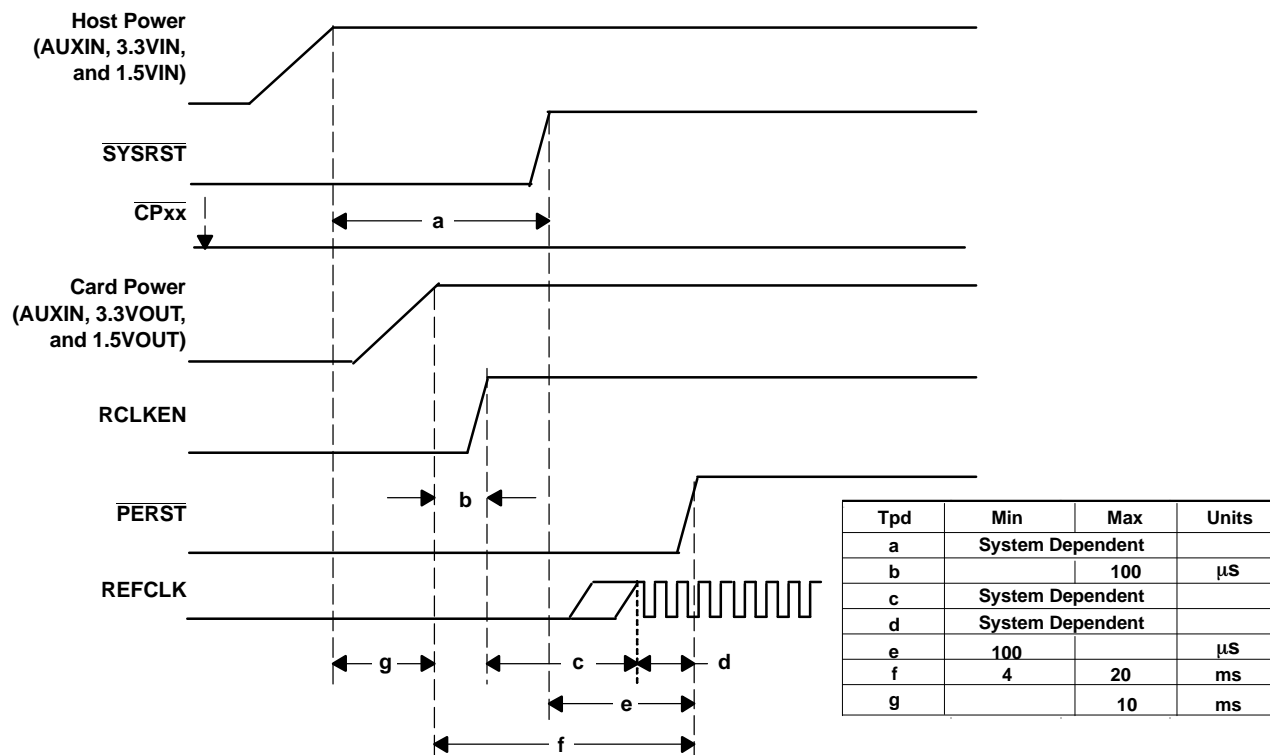 Host Power
(AUXIN, 3.3VIN,
and 1.5VIN)
SYSRST
CPxx
a
Card Power
(AUXIN, 3.3VOUT,
and 1.5VOUT)
RCLKEN
b
PERST
REFCLK
g
c
d
e
f
Tpd Min Max Units
a System Dependent
b 100 μs
c System Dependent
d System Dependent
e 100 μs
f 4 20 ms
g 10 ms